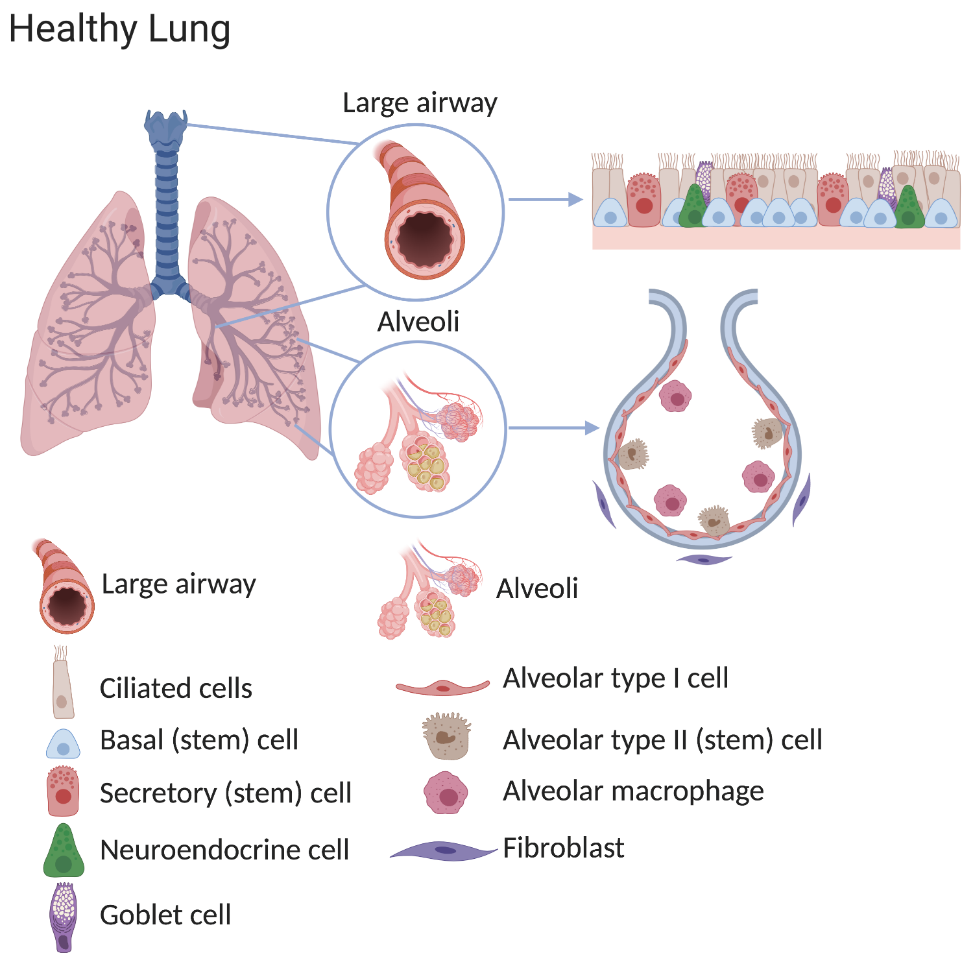 Healthy Lung
Large airway
Alveoli
Large airway
Alveoli
Ciliated cells
Alveolar type I cell
Basal (stem) cell
Alveolar type II (stem) cell
Secretory (stem) cell
Alveolar macrophage
Neuroendocrine cell
Fibroblast
Goblet cell